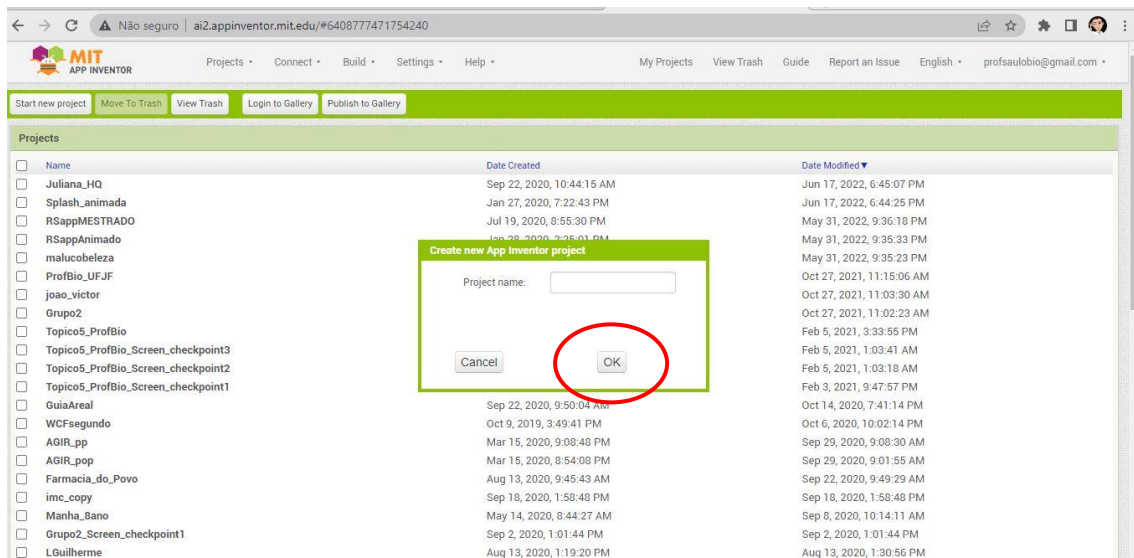 Não seguro | ai2.appinventor.mit.edu/#6408777471754240
MIT APP INVENTOR Projects Connect Build Settings Help My Projects View Trash Guide Report an Issue English profsaulobio@gmail.com
Start new project Move To Trash View Trash Login to Gallery Publish to Gallery
Projects
Name Date Created Date Modified▼
Juliana_HQ Sep 22, 2020, 10:44:15 AM Jun 17, 2022, 6:45:07 PM
Splash_animada Jan 27, 2020, 7:22:43 PM Jun 17, 2022, 6:44:25 PM
RSappMESTRADO Jul 19, 2020, 8:55:30 PM May 31, 2022, 9:36:18 PM
RSappAnimado Jan 28, 2020, 2:25:01 PM May 31, 2022, 9:35:33 PM
malucobeleza May 31, 2022, 9:35:23 PM
ProfBio_UFJF Oct 27, 2021, 11:15:06 AM
joao_victor Oct 27, 2021, 11:03:30 AM
Grupo2 Oct 27, 2021, 11:02:23 AM
Topico5_ProfBio Feb 5, 2021, 3:33:55 PM
Topico5_ProfBio_Screen_checkpoint3 Feb 5, 2021, 1:03:41 AM
Topico5_ProfBio_Screen_checkpoint2 Feb 5, 2021, 1:03:18 AM
Topico5_ProfBio_Screen_checkpoint1 Feb 3, 2021, 9:47:57 PM
Create new App Inventor project
Project name:
Cancel OK
GuiaAreal Sep 22, 2020, 9:50:04 AM Oct 14, 2020, 7:41:14 PM
WCFsegundo Oct 9, 2019, 3:49:41 PM Oct 6, 2020, 10:02:14 PM
AGIR_pp Mar 15, 2020, 9:08:48 PM Sep 29, 2020, 9:08:30 AM
AGIR_pop Mar 15, 2020, 8:54:08 PM Sep 29, 2020, 9:01:55 AM
Farmacia_do_Povo Aug 13, 2020, 9:45:43 AM Sep 22, 2020, 9:49:29 AM
imc_copy Sep 18, 2020, 1:58:48 PM Sep 18, 2020, 1:58:48 PM
Manha_8ano May 14, 2020, 8:44:27 AM Sep 8, 2020, 10:14:11 AM
Grupo2_Screen_checkpoint1 Sep 2, 2020, 1:01:44 PM Sep 2, 2020, 1:01:44 PM
LGuilherme Aug 13, 2020, 1:19:20 PM Aug 13, 2020, 1:30:56 PM